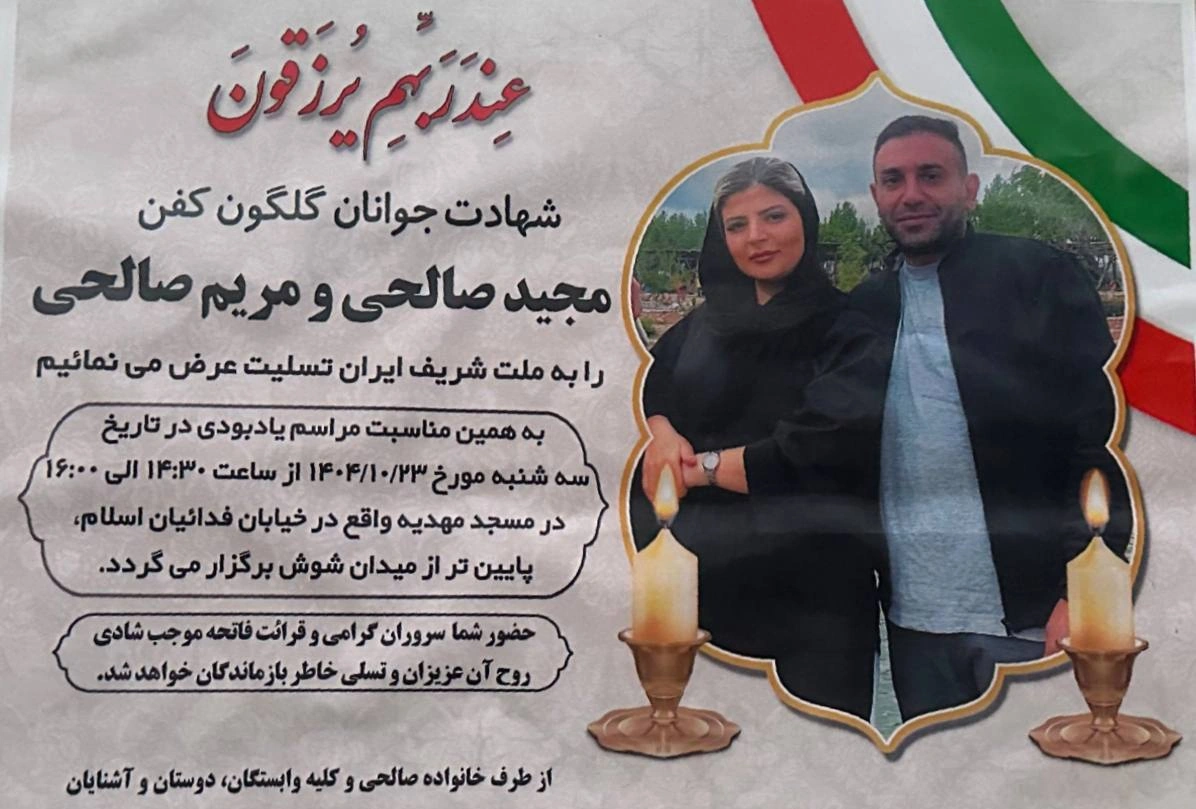 عِندَ رَبِّهِم يُرزَقونَ
شهادت جوانان گلگون کفن
مجید صالحی و مریم صالحی
را به ملت شریف ایران تسلیت عرض می نمائیم
به همین مناسبت مراسم یادبودی در تاریخ
سه شنبه مورخ ۱۴۰۴/۱۰/۲۳ از ساعت ۱۴:۳۰ الی ۱۶:۰۰
در مسجد مهدیه واقع در خیابان فدائیان اسلام،
پایین تر از میدان شوش برگزار می گردد.
حضور شما سروران گرامی و قرائت فاتحه موجب شادی
روح آن عزیزان و تسلی خاطر بازماندگان خواهد شد.
از طرف خانواده صالحی و کلیه وابستگان، دوستان و آشنایان